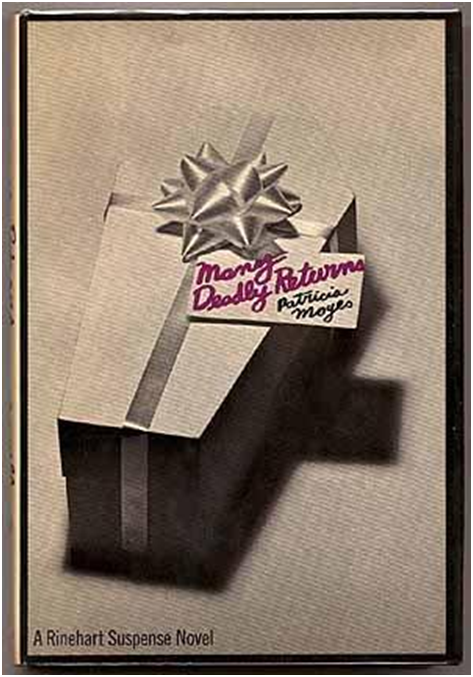 Many
Deadly Returns
Patricia
Moyes
A Rinehart Suspense Novel